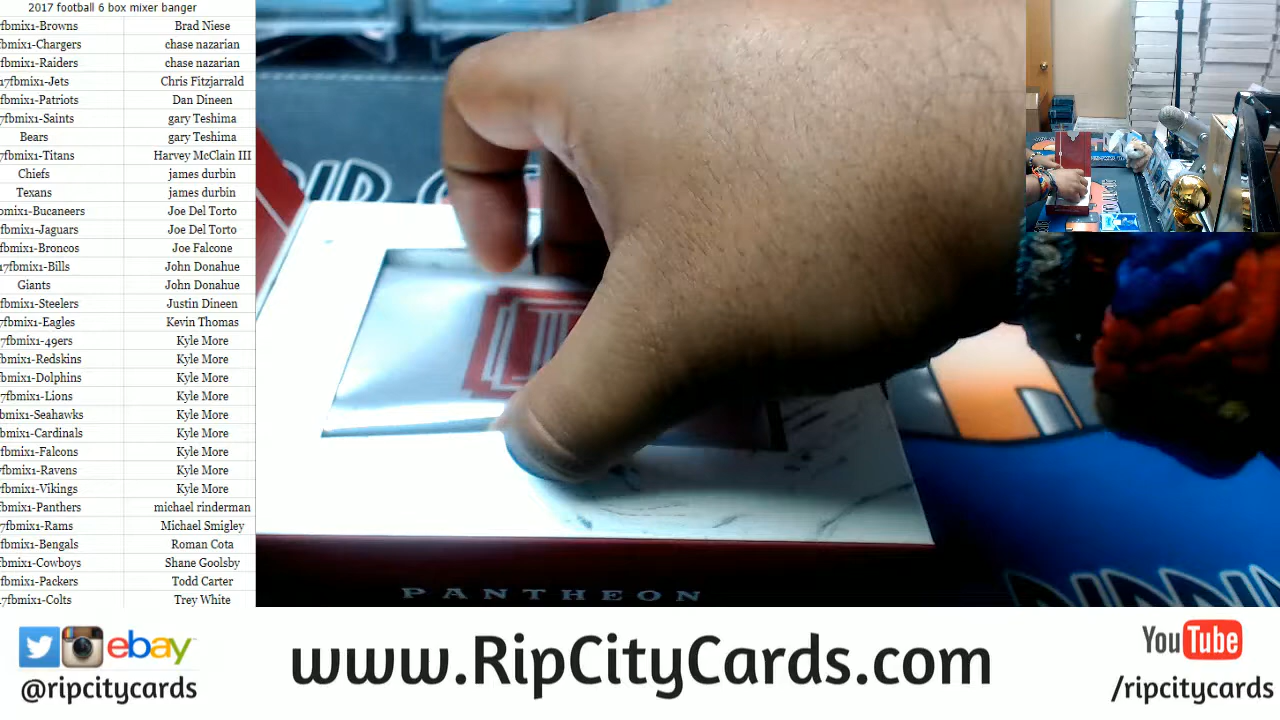 2017 football 6 box mixer banger
fbmix1-Browns Brad Niese
fbmix1-Chargers chase nazarian
fbmix1-Raiders chase nazarian
17fbmix1-Jets Chris Fitzjarrald
fbmix1-Patriots Dan Dineen
7fbmix1-Saints gary Teshima
Bears gary Teshima
7fbmix1-Titans Harvey McClain III
Chiefs james durbin
Texans james durbin
bmix1-Bucaneers Joe Del Torto
fbmix1-Jaguars Joe Del Torto
fbmix1-Broncos Joe Falcone
17fbmix1-Bills John Donahue
Giants John Donahue
fbmix1-Steelers Justin Dineen
7fbmix1-Eagles Kevin Thomas
7fbmix1-49ers Kyle More
fbmix1-Redskins Kyle More
fbmix1-Dolphins Kyle More
7fbmix1-Lions Kyle More
bmix1-Seahawks Kyle More
bmix1-Cardinals Kyle More
fbmix1-Falcons Kyle More
fbmix1-Ravens Kyle More
fbmix1-Vikings Kyle More
fbmix1-Panthers michael rinderman
7fbmix1-Rams Michael Smigley
fbmix1-Bengals Roman Cota
fbmix1-Cowboys Shane Goolsby
fbmix1-Packers Todd Carter
7fbmix1-Colts Trey White
RIP
PANTHEON
ebay
@ripcitycards
www.RipCityCards.com
YouTube
/ripcitycards